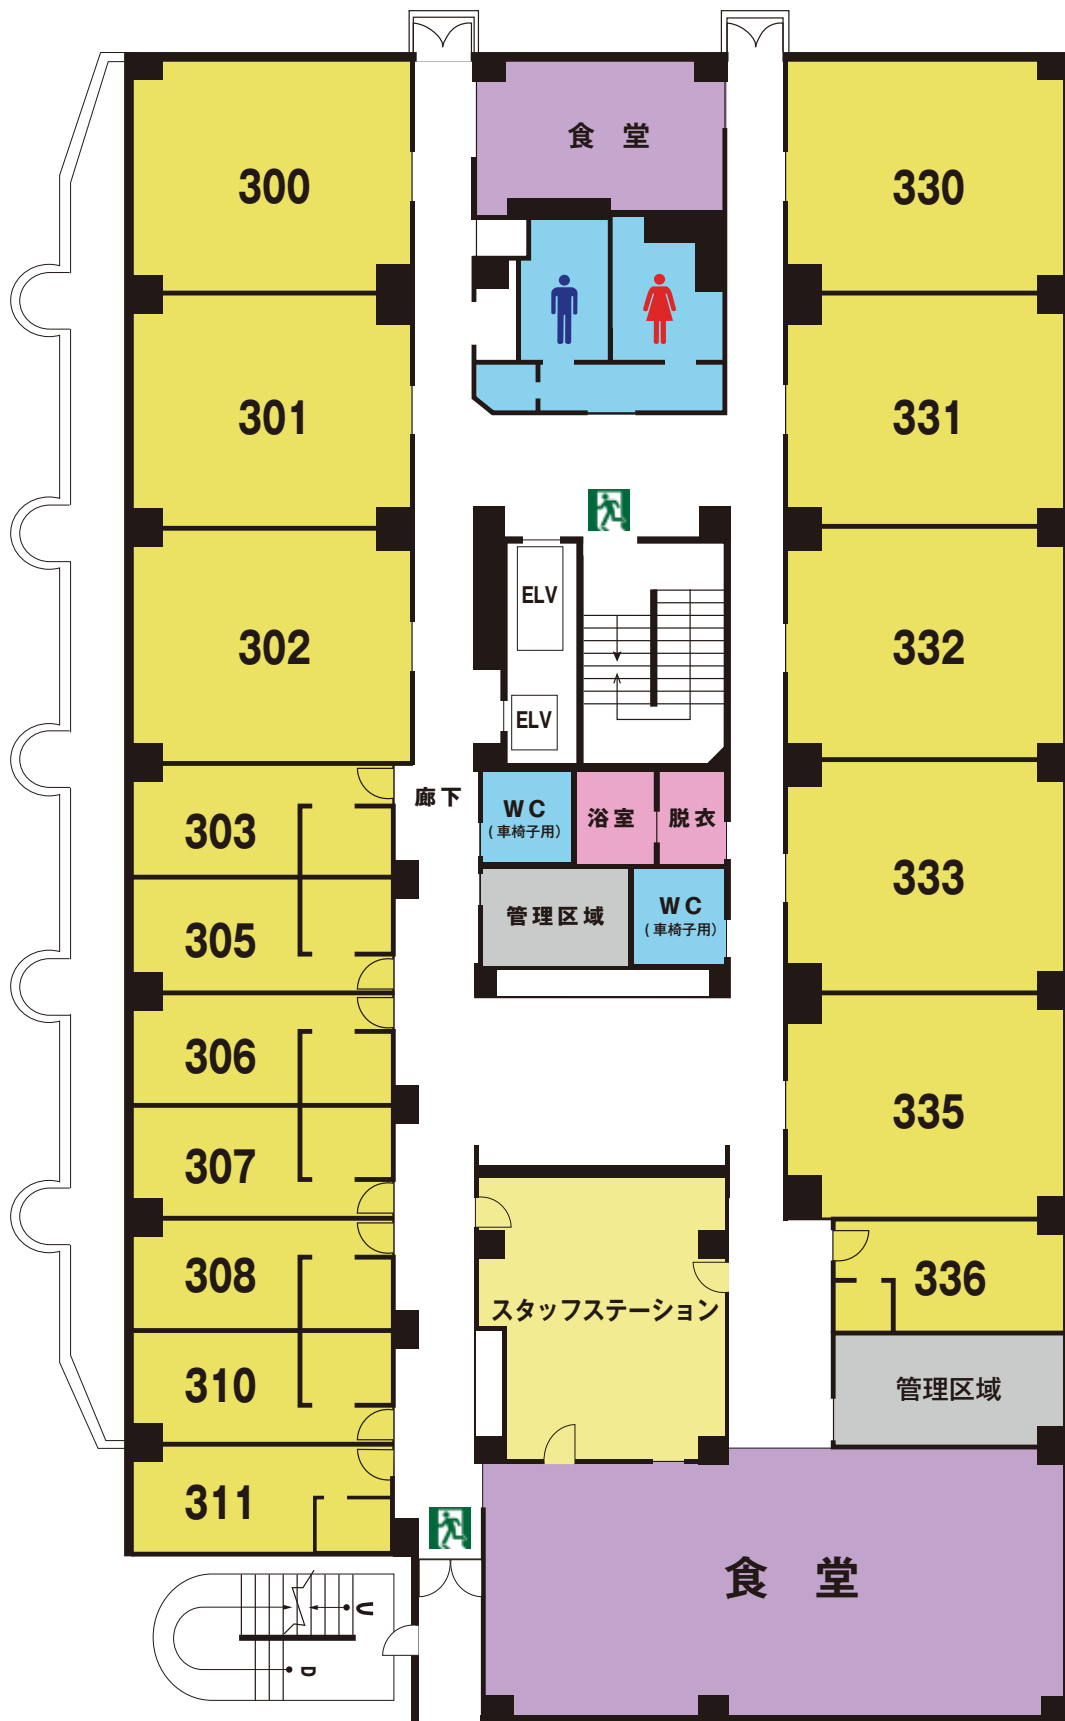 食 堂
300
330
301
331
ELV
302
332
ELV
廊下
WC
(車椅子用)
浴室
脱衣
303
333
305
管理区域
WC
(車椅子用)
306
335
307
308
336
スタッフステーション
310
管理区域
311
食 堂
U
D